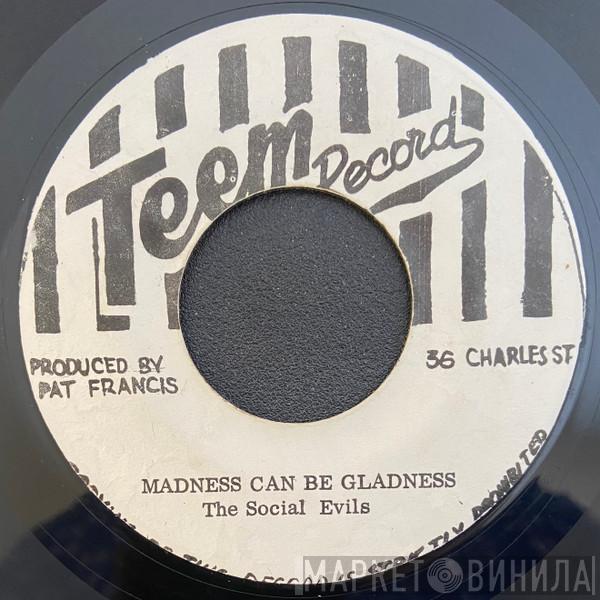 Teem Record
PRODUCED BY
PAT FRANCIS
36 CHARLES ST.
MADNESS CAN BE GLADNESS
The Social Evils
МАРКЕТ ВИНИЛА